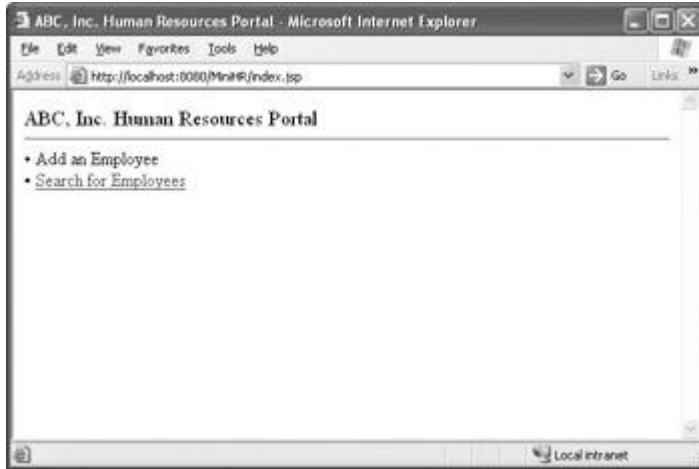 ABC, Inc. Human Resources Portal - Microsoft Internet Explorer
File Edit View Favorites Tools Help
Address http://localhost:8080/MiniHR/index.jsp Go Links »
ABC, Inc. Human Resources Portal
• Add an Employee
• Search for Employees
Local intranet